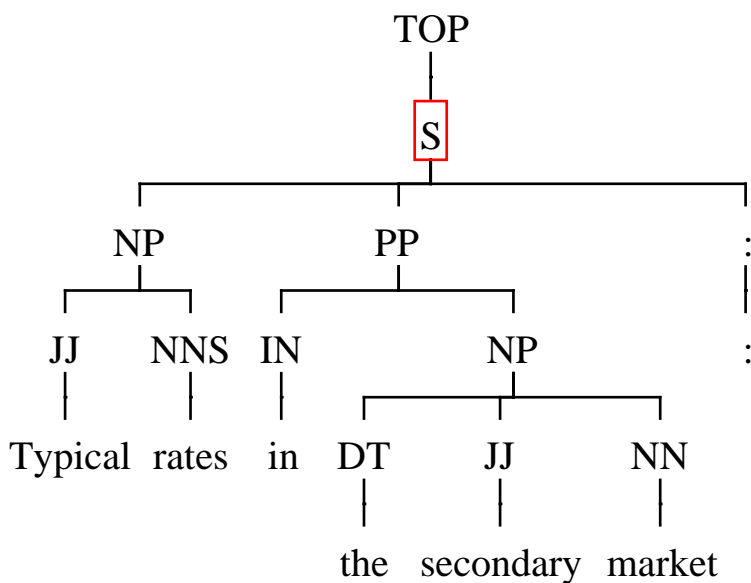 TOP
S
NP PP :
JJ NNS IN NP :
Typical rates in DT JJ NN
the secondary market